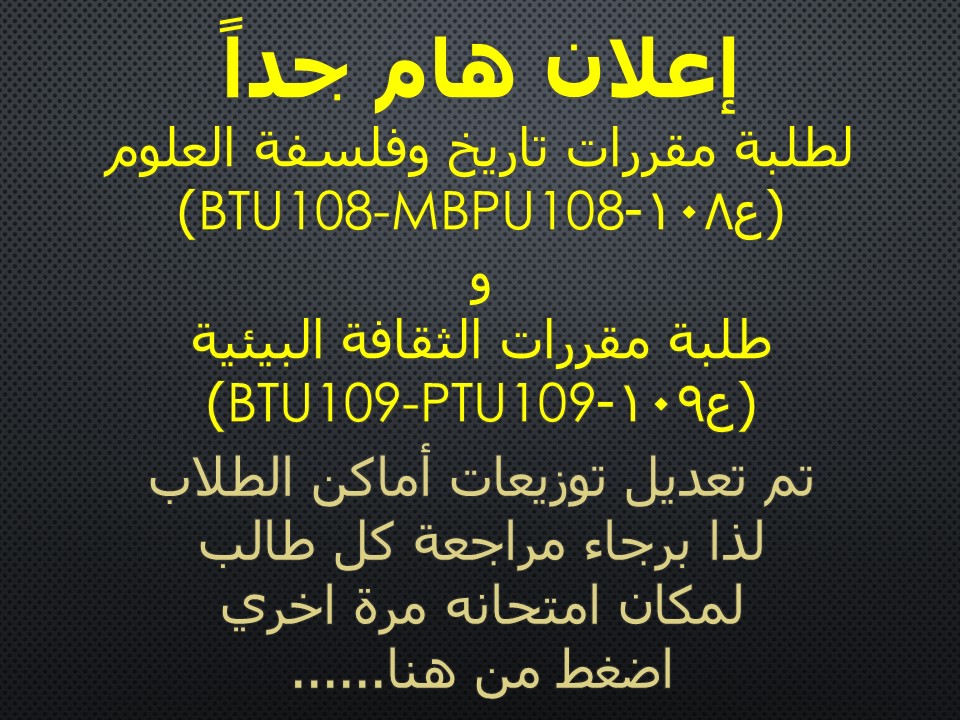 إعلان هام جداً
لطلبة مقررات تاريخ وفلسفة العلوم
(ع١٠٨-BTU108-MBPU108)
و
طلبة مقررات الثقافة البيئية
(ع١٠٩-BTU109-PTU109)
تم تعديل توزيعات أماكن الطلاب
لذا برجاء مراجعة كل طالب
لمكان امتحانه مرة اخري
اضغط من هنا......